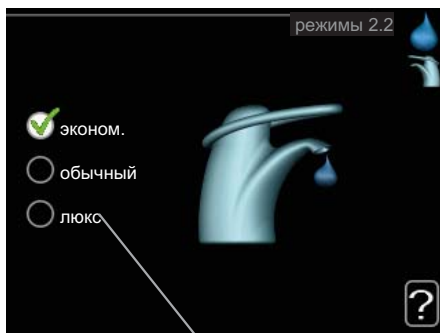 режимы 2.2
эконом.
обычный
люкс
?